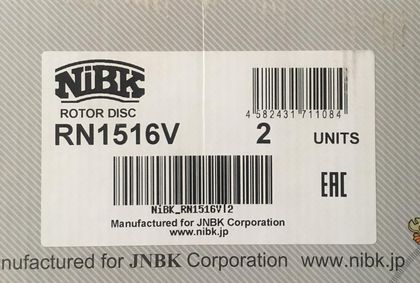 NiBK
ROTOR DISC
RN1516V 2 UNITS
4 582431 711084
EAC
NiBK_RN1516V|2
Manufactured for JNBK Corporation
www.nibk.jp
nufactured for JNBK Corporation www.nibk.jp